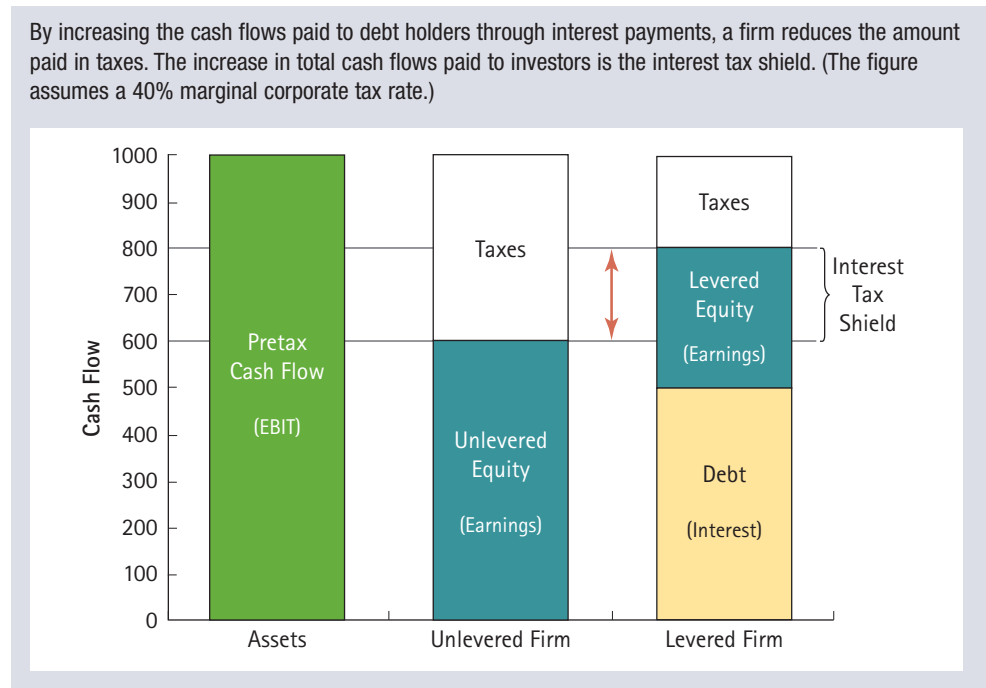 By increasing the cash flows paid to debt holders through interest payments, a firm reduces the amount
paid in taxes. The increase in total cash flows paid to investors is the interest tax shield. (The figure
assumes a 40% marginal corporate tax rate.)
1000
900
800
700
600
500
400
300
200
100
0
Cash Flow
Pretax
Cash Flow
(EBIT)
Taxes
Unlevered
Equity
(Earnings)
Taxes
Levered
Equity
(Earnings)
Debt
(Interest)
Interest
Tax
Shield
Assets
Unlevered Firm
Levered Firm